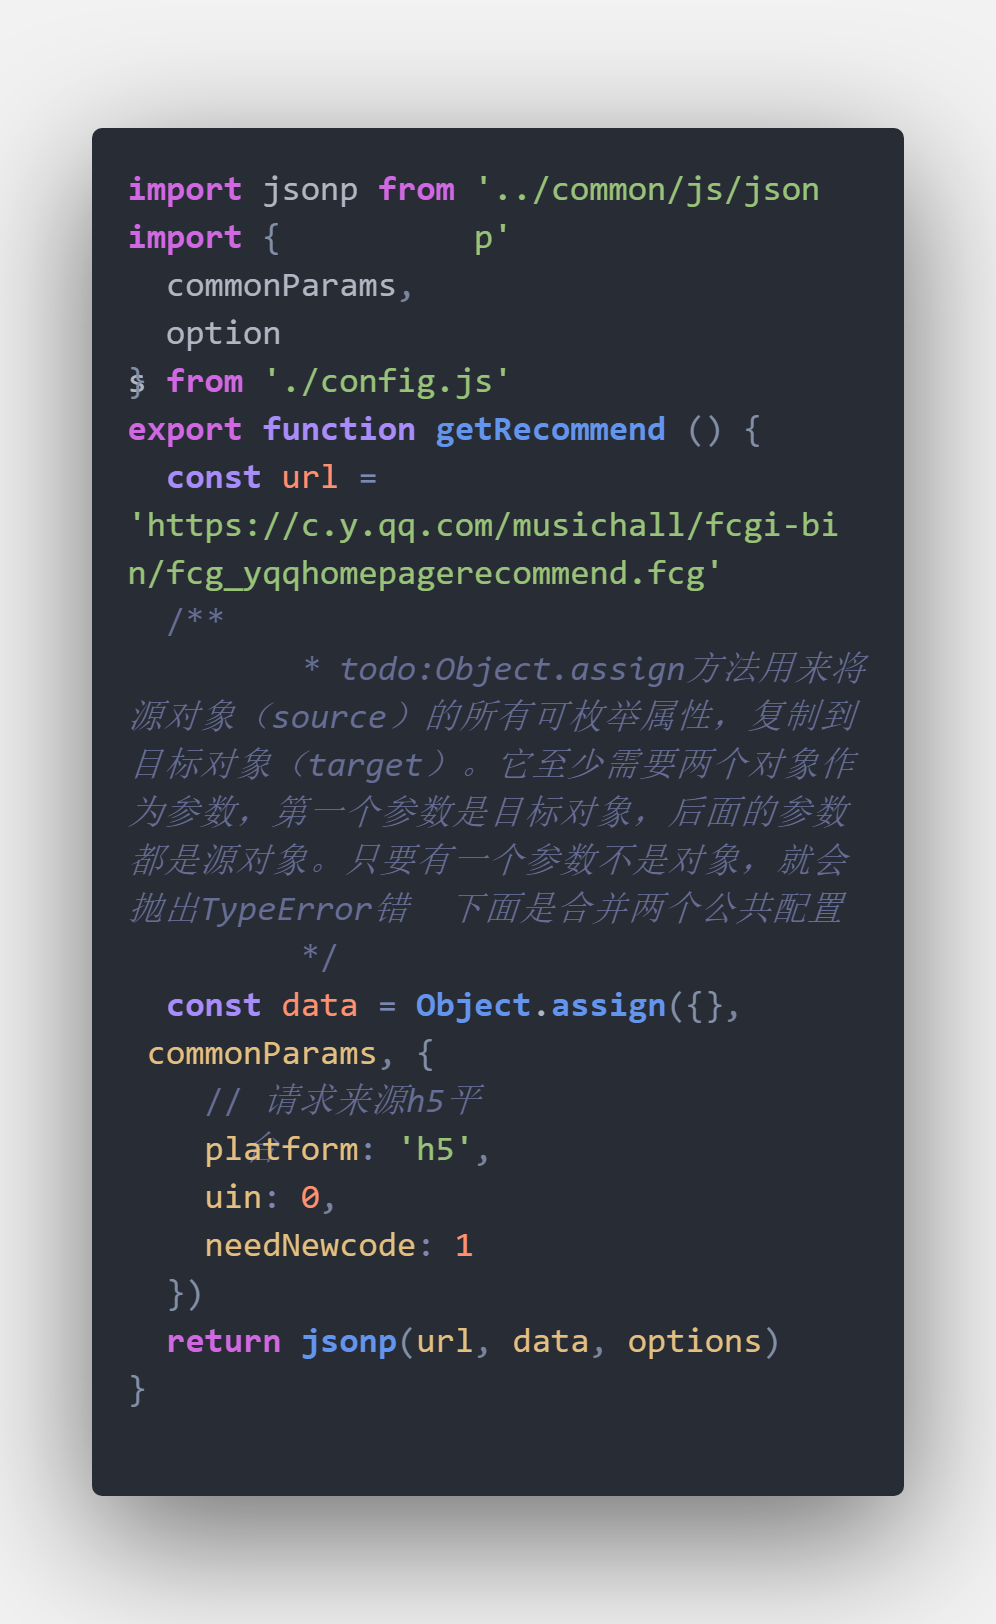 import jsonp from '../common/js/json
import { p'
commonParams,
option
s} from './config.js'
export function getRecommend () {
const url =
'https://c.y.qq.com/musichall/fcgi-bi
n/fcg_yqqhomepagerecommend.fcg'
/**
* todo:Object.assign方法用来将
源对象（source）的所有可枚举属性，复制到
目标对象（target）。它至少需要两个对象作
为参数，第一个参数是目标对象，后面的参数
都是源对象。只要有一个参数不是对象，就会
抛出TypeError错 下面是合并两个公共配置
*/
const data = Object.assign({},
commonParams, {
// 请求来源h5平
台
platform: 'h5',
uin: 0,
needNewcode: 1
})
return jsonp(url, data, options)
}